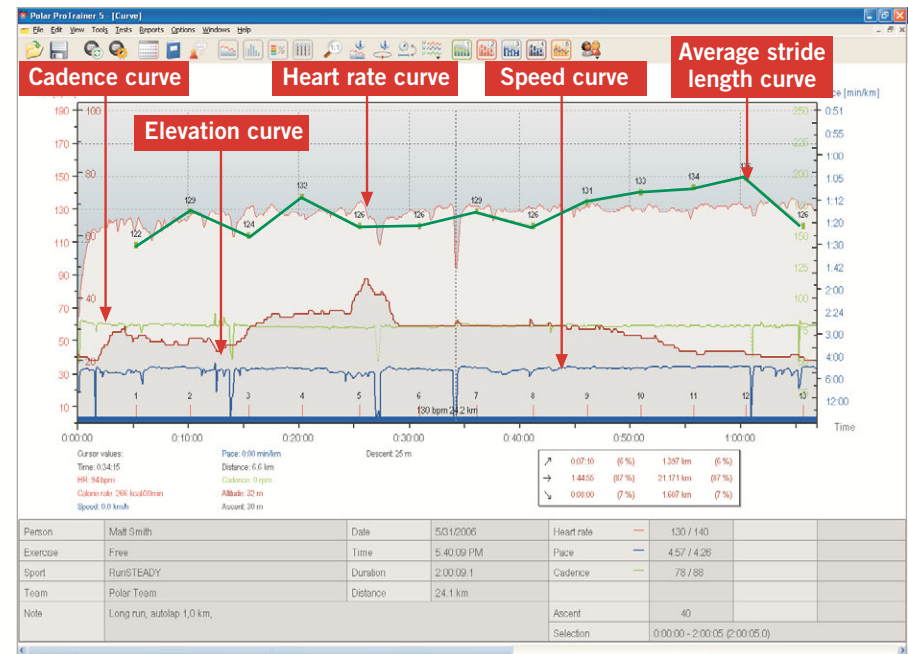 Polar ProTrainer 5 - [Curve]
File Edit View Tools Tests Reports Options Windows Help
Cadence curve
Heart rate curve
Speed curve
Average stride
length curve
Elevation curve
[min/km]
190 100 250 0:51
170 225 0:55
1:00
150 80 200 1:05
132 131 133 134
129 126 126 129 126 126
130 1:12
122 124
1:20
110 60 150 1:30
90 125 1:42
2:00
70 40 100 2:24
50 3:00
20 4:00
30 6:00
1 2 3 4 5 6 7 8 9 10 11 12 13
10 12:00
130 bpm 24.2 km
Time
0:00:00 0:10:00 0:20:00 0:30:00 0:40:00 0:50:00 1:00:00
Cursor values:
Time: 0:34:15
HR: 94 bpm
Calorie rate: 266 kcal/30min
Speed: 0.0 km/h
Pace: 0:00 min/km
Distance: 6.6 km
Cadence: 0 rpm
Altitude: 32 m
Ascent: 30 m
Descent: 25 m
0:07:10 (6 %) 1.397 km (6 %)
1:44:55 (87 %) 21.171 km (87 %)
0:08:00 (7 %) 1.607 km (7 %)
Person Matt Smith Date 5/31/2006 Heart rate 130 / 140
Exercise Free Time 5:40:09 PM Pace 4:57 / 4:26
Sport RunSTEADY Duration 2:00:09.1 Cadence 78 / 88
Team Polar Team Distance 24.1 km
Note Long run, autolap 1,0 km, Ascent 40
Selection 0:00:00 - 2:00:05 (2:00:05.0)